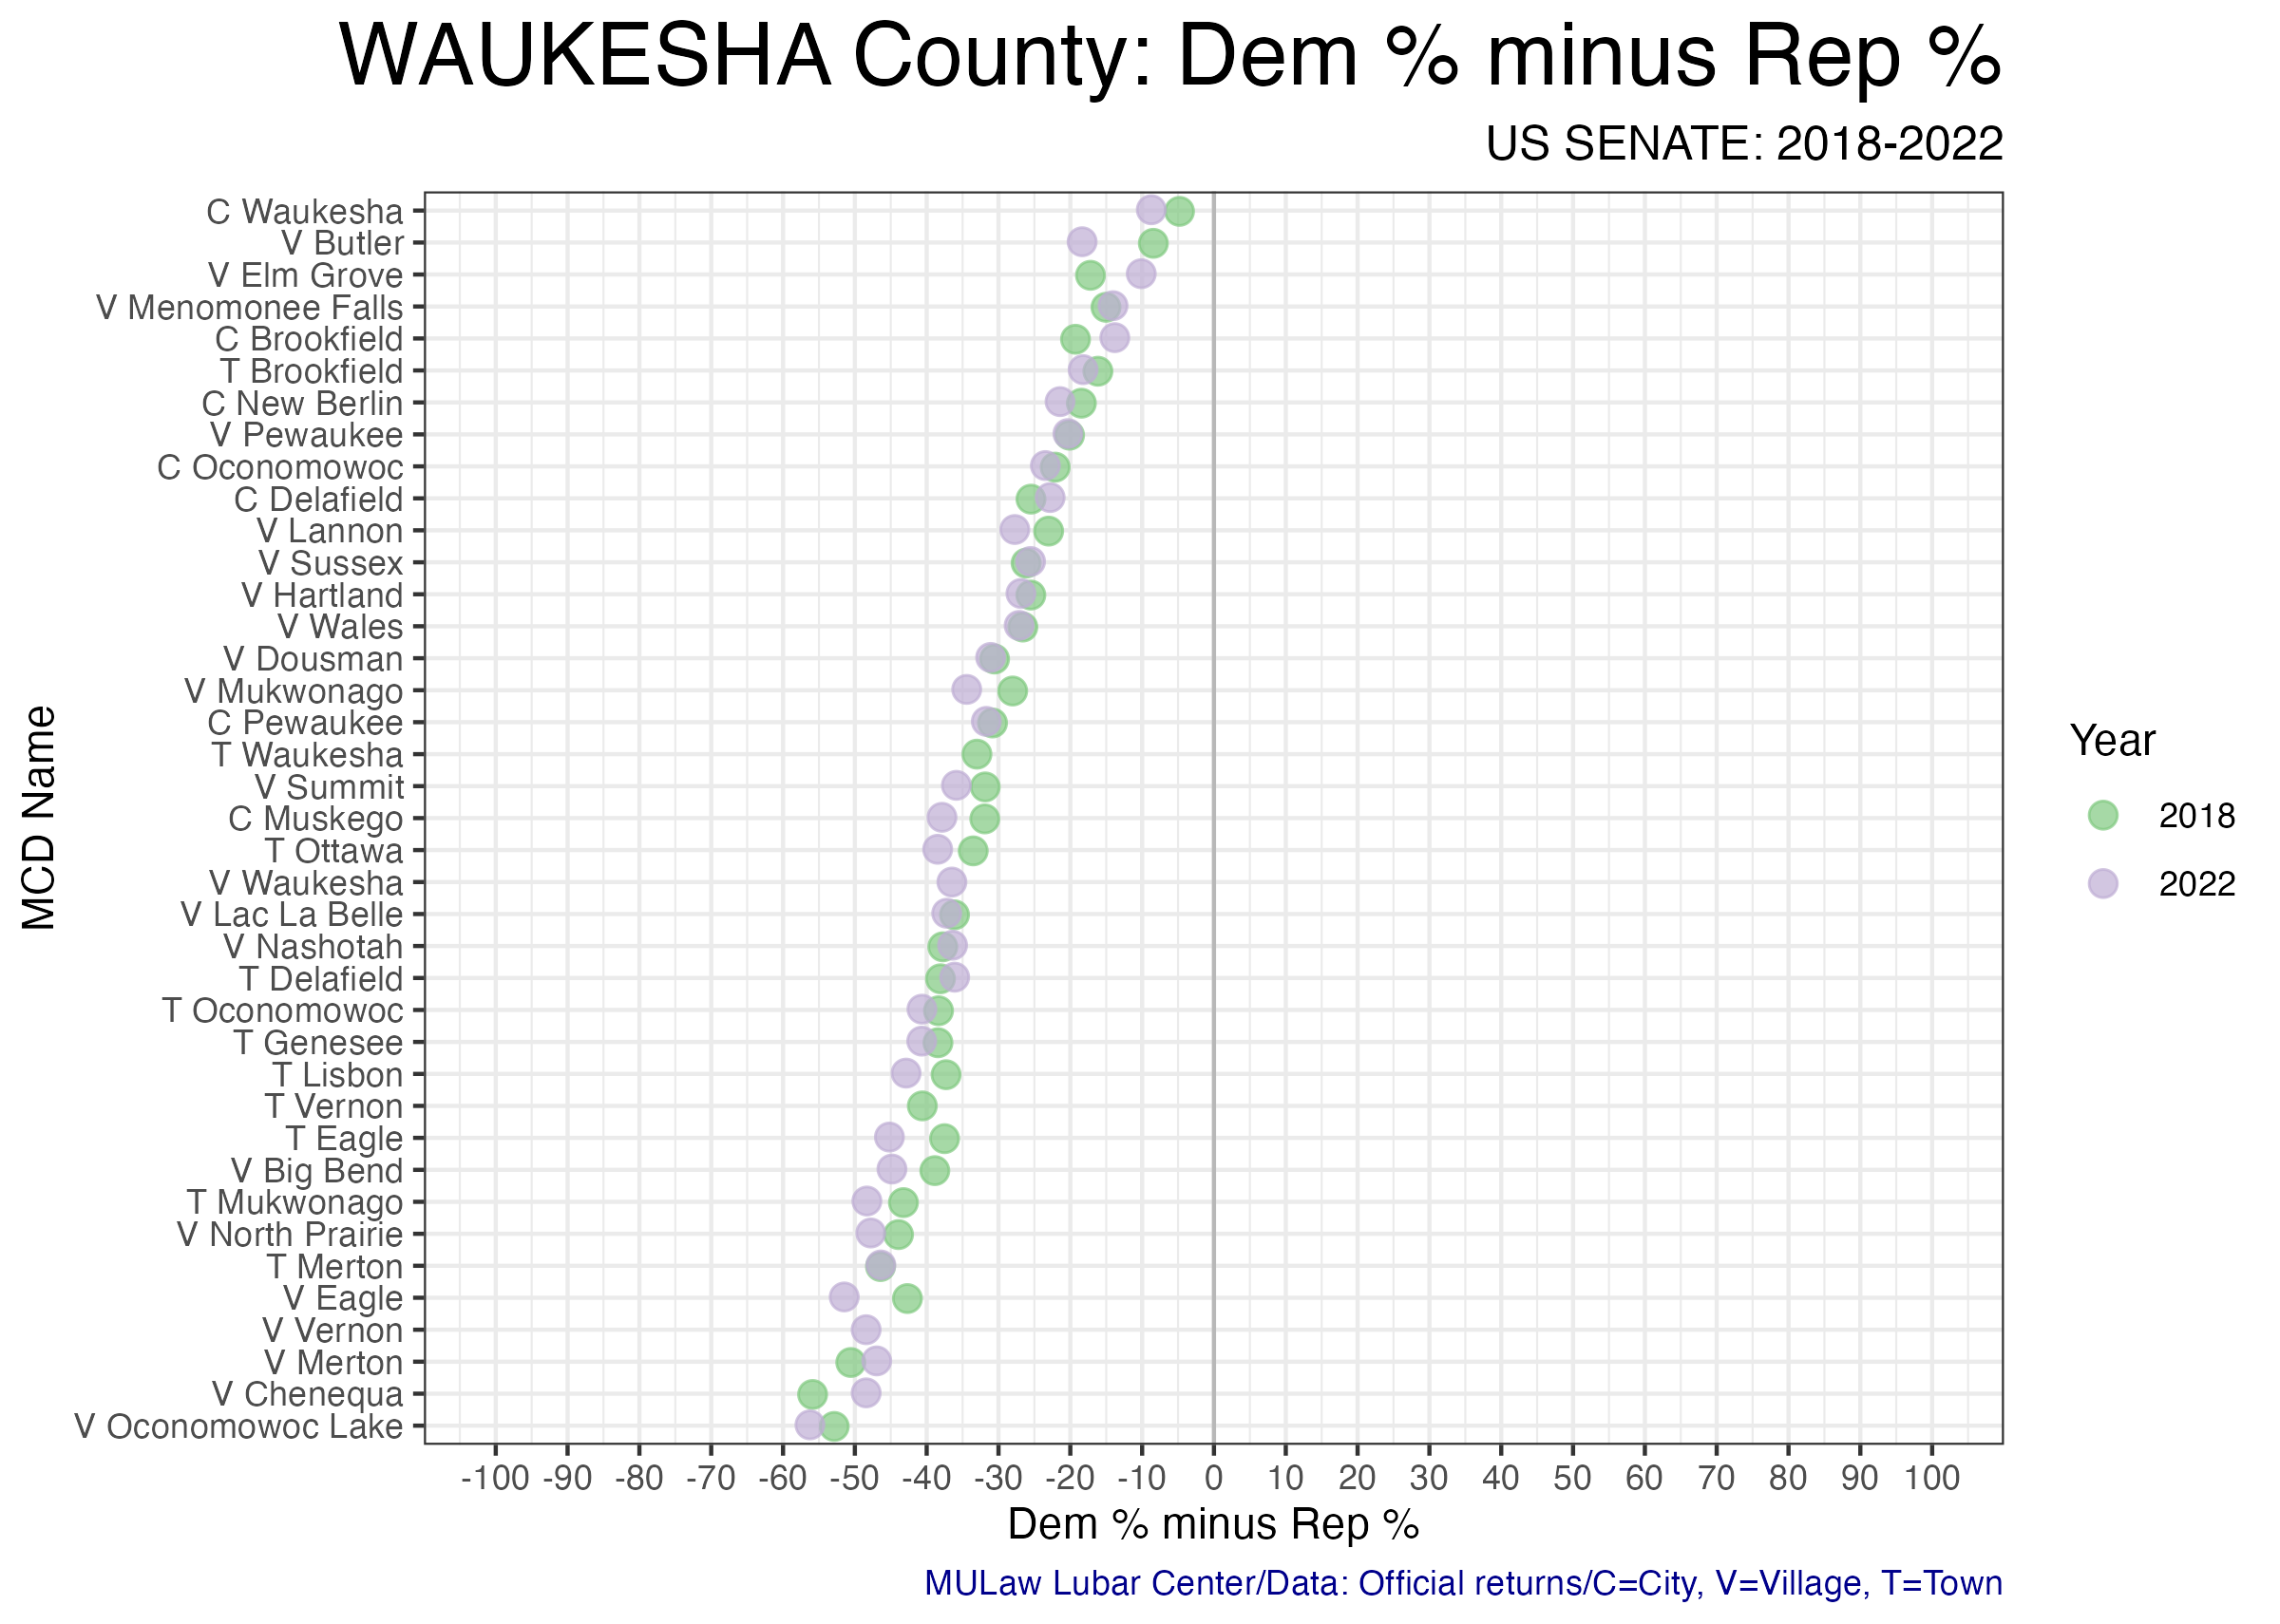 WAUKESHA County: Dem % minus Rep %
US SENATE: 2018-2022
MCD Name
C Waukesha
V Butler
V Elm Grove
V Menomonee Falls
C Brookfield
T Brookfield
C New Berlin
V Pewaukee
C Oconomowoc
C Delafield
V Lannon
V Sussex
V Hartland
V Wales
V Dousman
V Mukwonago
C Pewaukee
T Waukesha
V Summit
C Muskego
T Ottawa
V Waukesha
V Lac La Belle
V Nashotah
T Delafield
T Oconomowoc
T Genesee
T Lisbon
T Vernon
T Eagle
V Big Bend
T Mukwonago
V North Prairie
T Merton
V Eagle
V Vernon
V Merton
V Chenequa
V Oconomowoc Lake
-100 -90 -80 -70 -60 -50 -40 -30 -20 -10 0 10 20 30 40 50 60 70 80 90 100
Dem % minus Rep %
Year
2018
2022
MULaw Lubar Center/Data: Official returns/C=City, V=Village, T=Town